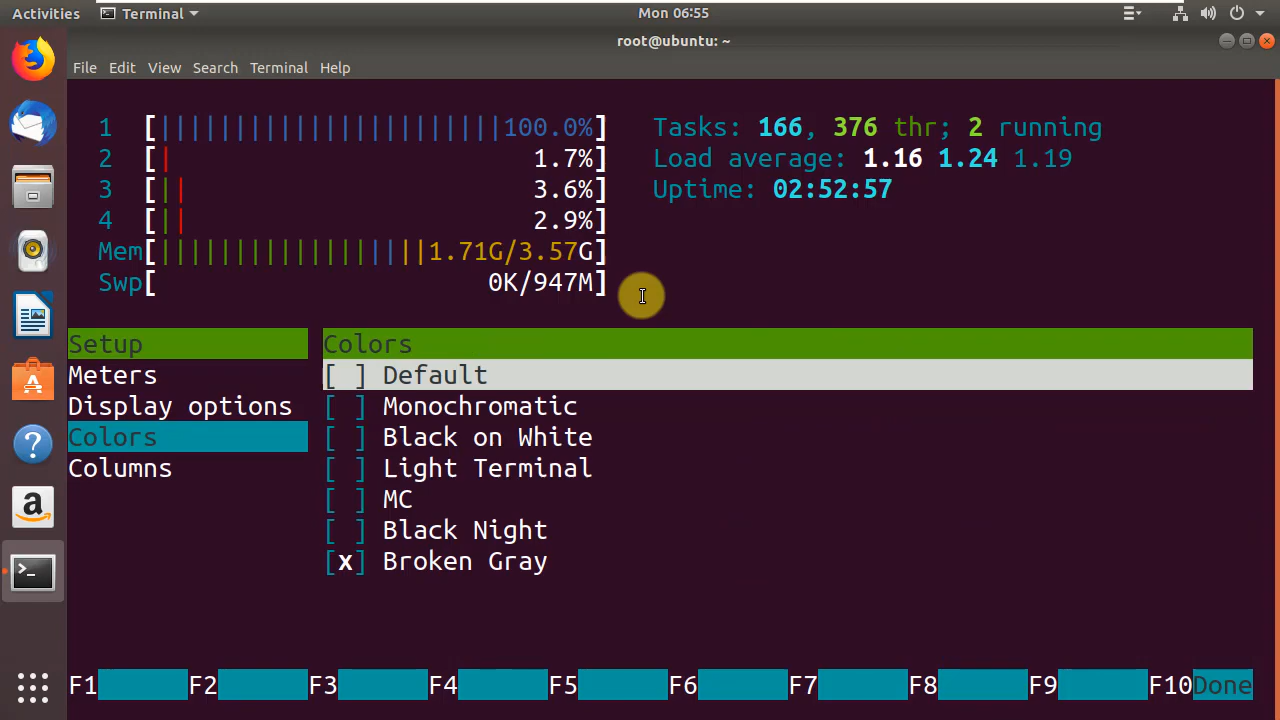 Activities Terminal Mon 06:55
root@ubuntu: ~
File Edit View Search Terminal Help
1 [||||||||||||||||||||||||100.0%] Tasks: 166, 376 thr; 2 running
2 [| 1.7%] Load average: 1.16 1.24 1.19
3 [|| 3.6%] Uptime: 02:52:57
4 [|| 2.9%]
Mem[||||||||||||||||||1.71G/3.57G]
Swp[ 0K/947M]
Setup Colors
Meters [ ] Default
Display options [ ] Monochromatic
Colors [ ] Black on White
Columns [ ] Light Terminal
[ ] MC
[ ] Black Night
[x] Broken Gray
F1 F2 F3 F4 F5 F6 F7 F8 F9 F10Done